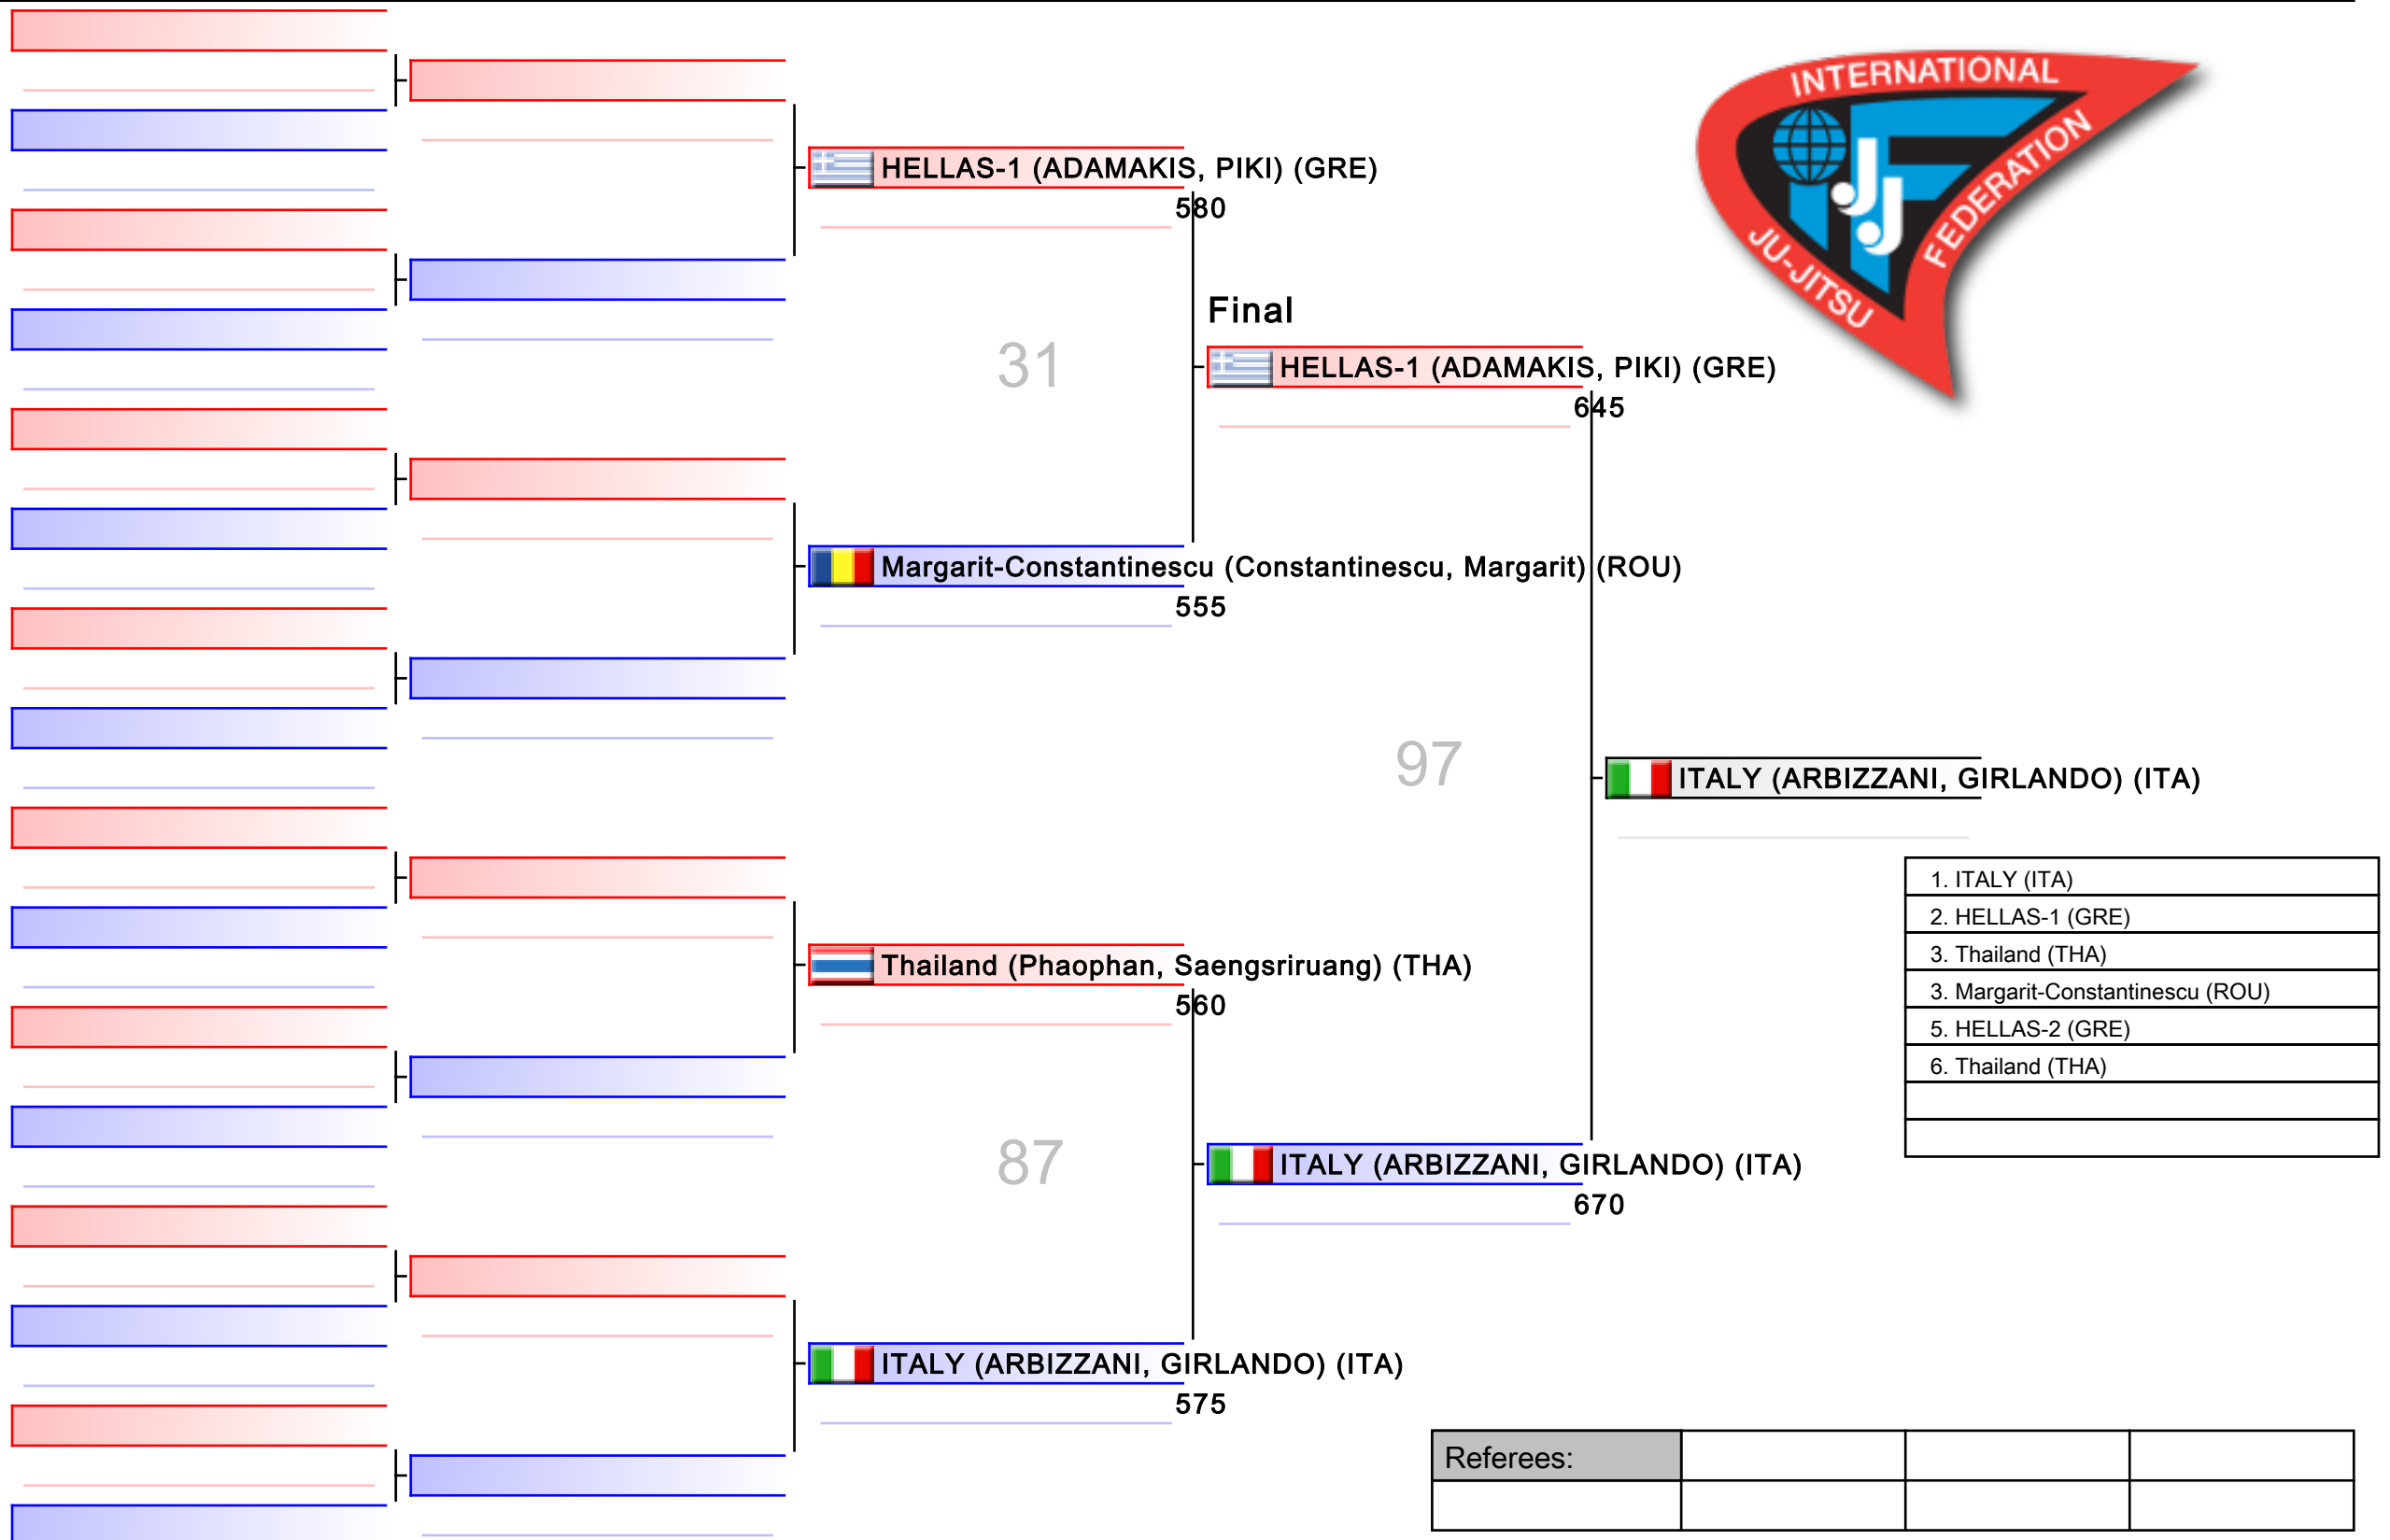 INTERNATIONAL
FEDERATION
JU-JITSU
JJIF
HELLAS-1 (ADAMAKIS, PIKI) (GRE)
580
31
Final
HELLAS-1 (ADAMAKIS, PIKI) (GRE)
645
Margarit-Constantinescu (Constantinescu, Margarit) (ROU)
555
97
ITALY (ARBIZZANI, GIRLANDO) (ITA)
1. ITALY (ITA)
2. HELLAS-1 (GRE)
3. Thailand (THA)
3. Margarit-Constantinescu (ROU)
5. HELLAS-2 (GRE)
6. Thailand (THA)
Thailand (Phaophan, Saengsriruang) (THA)
560
87
ITALY (ARBIZZANI, GIRLANDO) (ITA)
670
ITALY (ARBIZZANI, GIRLANDO) (ITA)
575
Referees: